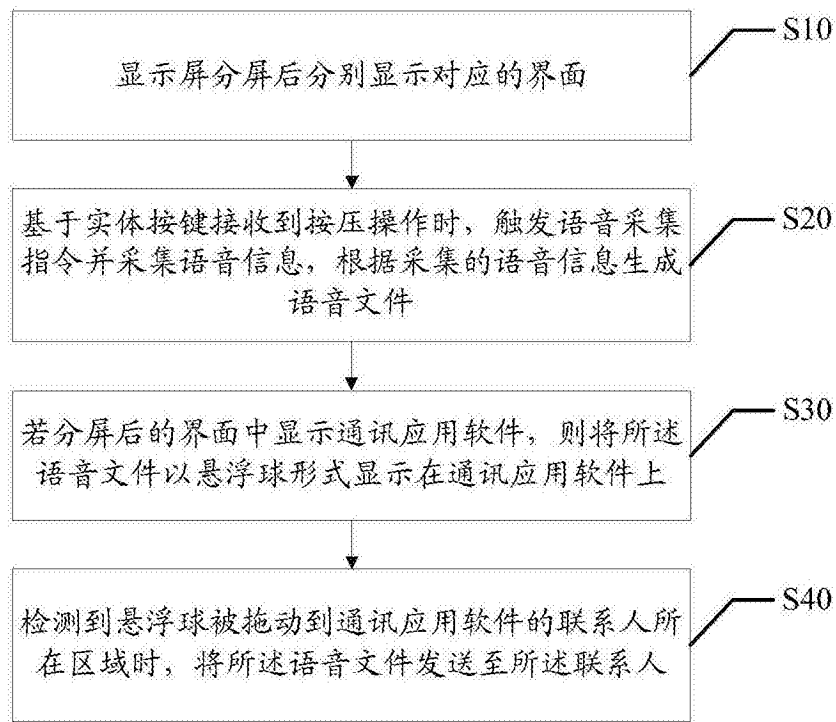 显示屏分屏后分别显示对应的界面
S10
基于实体按键接收到按压操作时，触发语音采集
指令并采集语音信息，根据采集的语音信息生成
语音文件
S20
若分屏后的界面中显示通讯应用软件，则将所述
语音文件以悬浮球形式显示在通讯应用软件上
S30
检测到悬浮球被拖动到通讯应用软件的联系人所
在区域时，将所述语音文件发送至所述联系人
S40